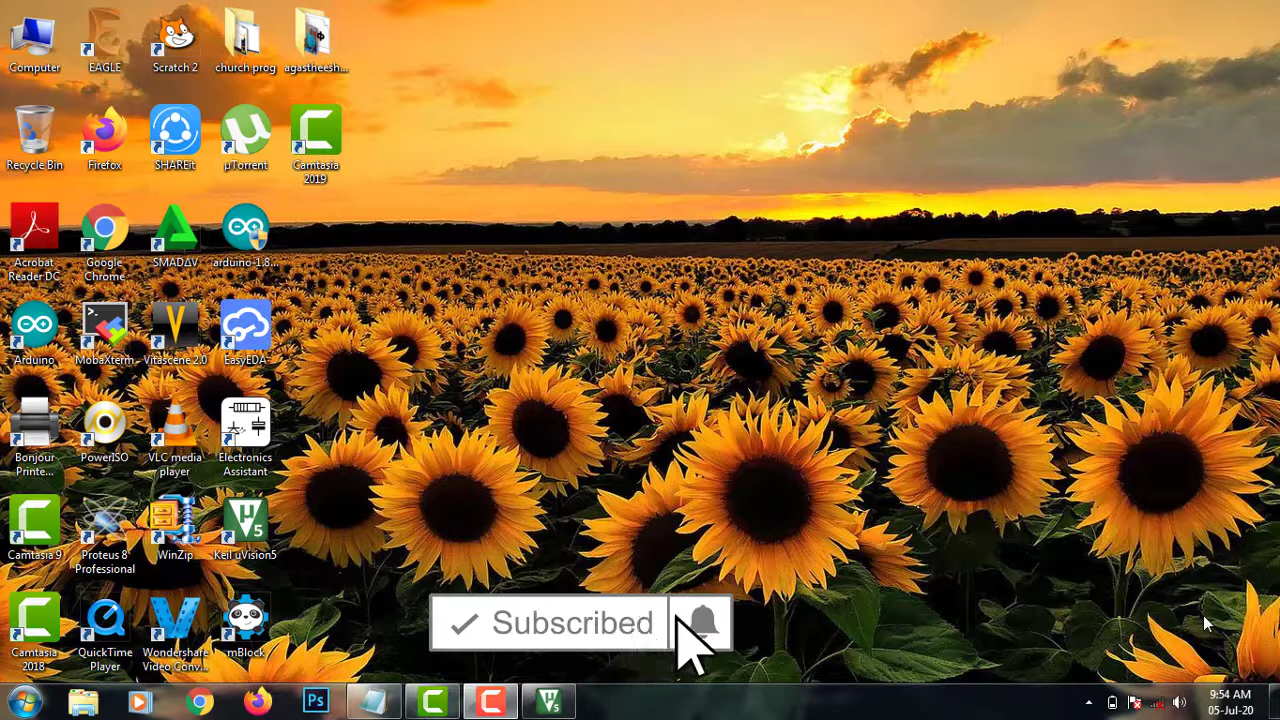 Computer
EAGLE
Scratch 2
church prog
agastheesh...
Recycle Bin
Firefox
SHAREit
µTorrent
Camtasia
2019
Acrobat
Reader DC
Google
Chrome
SMADΔV
arduino-1.8...
Arduino
MobaXterm
Vitascene 2.0
EasyEDA
Bonjour
Printe...
PowerISO
VLC media
player
Electronics
Assistant
Camtasia 9
Proteus 8
Professional
WinZip
Keil uVision5
Camtasia
2018
QuickTime
Player
Wondershare
Video Conv...
mBlock
Subscribed
Ps
9:54 AM
05-Jul-20